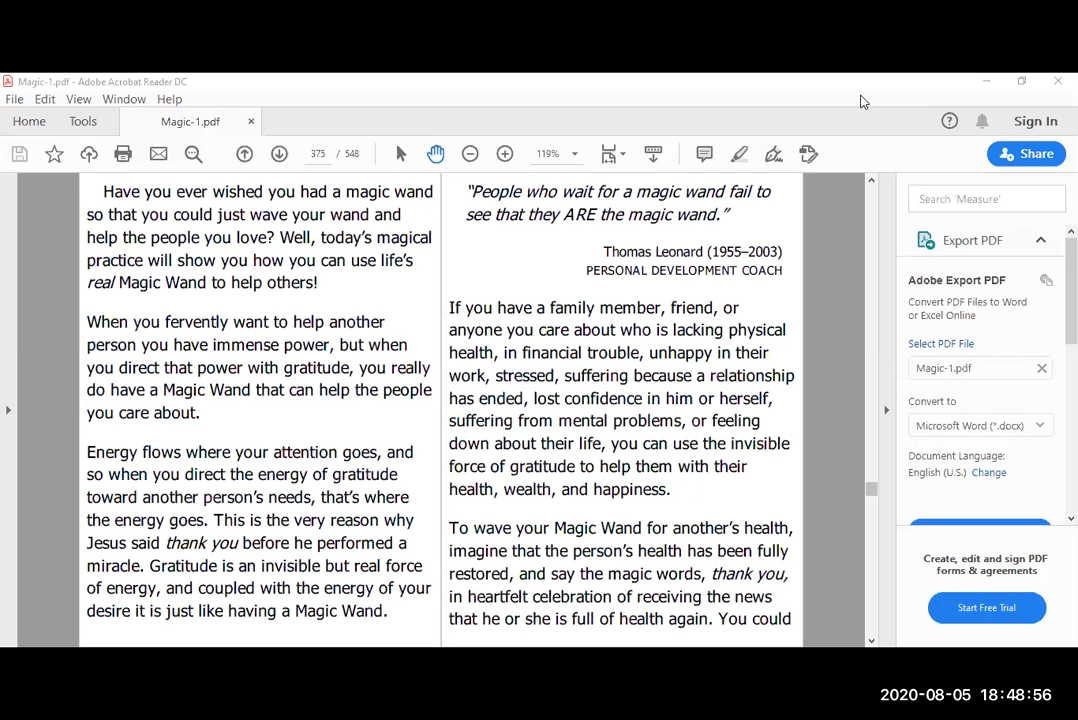 Magic-1.pdf - Adobe Acrobat Reader DC
File Edit View Window Help
Home Tools Magic-1.pdf Sign In
375 / 548 119% Share
Have you ever wished you had a magic wand
so that you could just wave your wand and
help the people you love? Well, today’s magical
practice will show you how you can use life’s
real Magic Wand to help others!
When you fervently want to help another
person you have immense power, but when
you direct that power with gratitude, you really
do have a Magic Wand that can help the people
you care about.
Energy flows where your attention goes, and
so when you direct the energy of gratitude
toward another person’s needs, that’s where
the energy goes. This is the very reason why
Jesus said thank you before he performed a
miracle. Gratitude is an invisible but real force
of energy, and coupled with the energy of your
desire it is just like having a Magic Wand.
“People who wait for a magic wand fail to
see that they ARE the magic wand.”
Thomas Leonard (1955–2003)
PERSONAL DEVELOPMENT COACH
If you have a family member, friend, or
anyone you care about who is lacking physical
health, in financial trouble, unhappy in their
work, stressed, suffering because a relationship
has ended, lost confidence in him or herself,
suffering from mental problems, or feeling
down about their life, you can use the invisible
force of gratitude to help them with their
health, wealth, and happiness.
To wave your Magic Wand for another’s health,
imagine that the person’s health has been fully
restored, and say the magic words, thank you,
in heartfelt celebration of receiving the news
that he or she is full of health again. You could
Search 'Measure'
Export PDF
Adobe Export PDF
Convert PDF Files to Word
or Excel Online
Select PDF File
Magic-1.pdf
Convert to
Microsoft Word (*.docx)
Document Language:
English (U.S.) Change
Create, edit and sign PDF
forms & agreements
Start Free Trial
2020-08-05 18:48:56